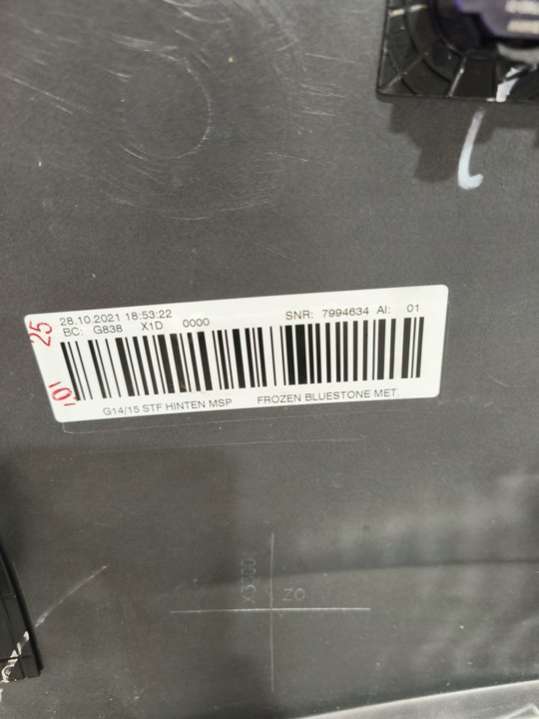 28.10.2021 18:53:22 SNR: 7994634 AI: 01
BC: G838 X1D 0000
G14/15 STF HINTEN MSP FROZEN BLUESTONE MET.
25
ZO